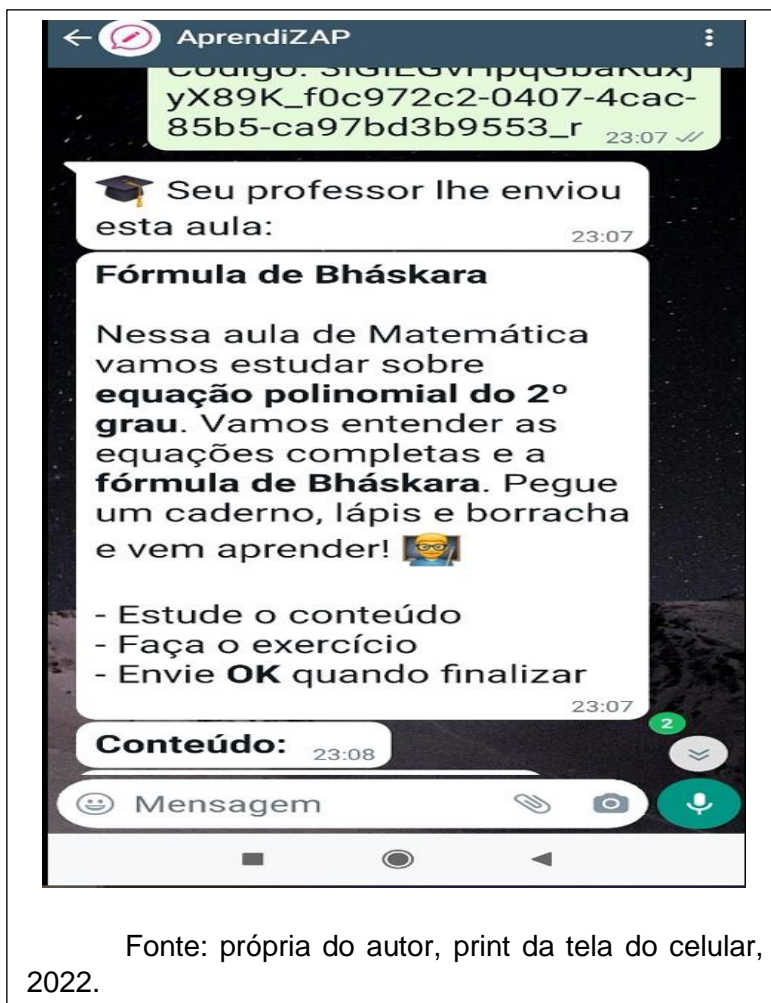 AprendiZAP
yX89K_f0c972c2-0407-4cac-
85b5-ca97bd3b9553_r 23:07
Seu professor lhe enviou
esta aula: 23:07
Fórmula de Bháskara
Nessa aula de Matemática
vamos estudar sobre
equação polinomial do 2º
grau. Vamos entender as
equações completas e a
fórmula de Bháskara. Pegue
um caderno, lápis e borracha
e vem aprender!
- Estude o conteúdo
- Faça o exercício
- Envie OK quando finalizar
23:07
2
Conteúdo: 23:08
Mensagem
Fonte: própria do autor, print da tela do celular,
2022.